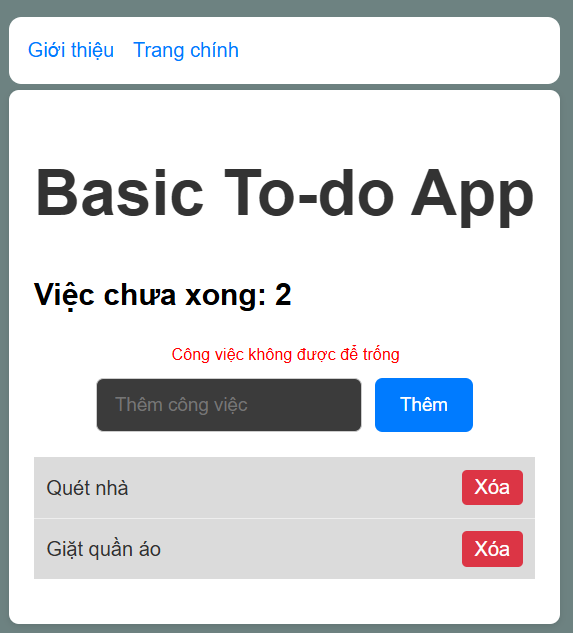 Giới thiệu Trang chính
Basic To-do App
Việc chưa xong: 2
Công việc không được để trống
Thêm công việc Thêm
Quét nhà Xóa
Giặt quần áo Xóa